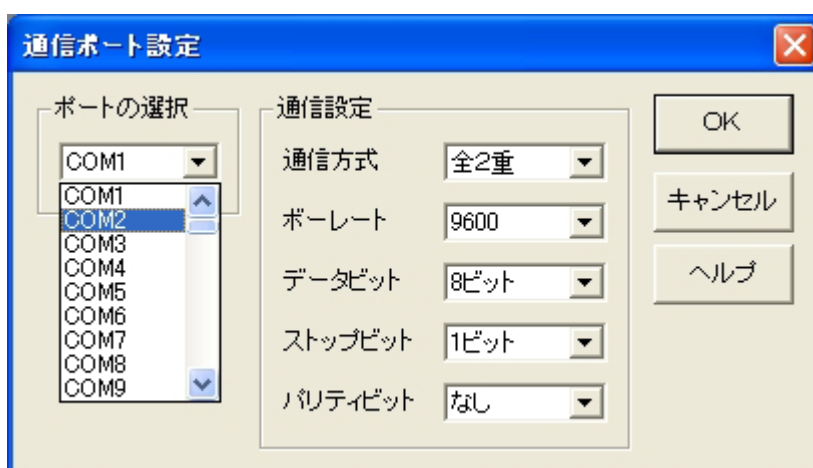 通信ポート設定
ポートの選択
COM1
COM1
COM2
COM3
COM4
COM5
COM6
COM7
COM8
COM9
通信設定
通信方式 全2重
ボーレート 9600
データビット 8ビット
ストップビット 1ビット
パリティビット なし
OK
キャンセル
ヘルプ